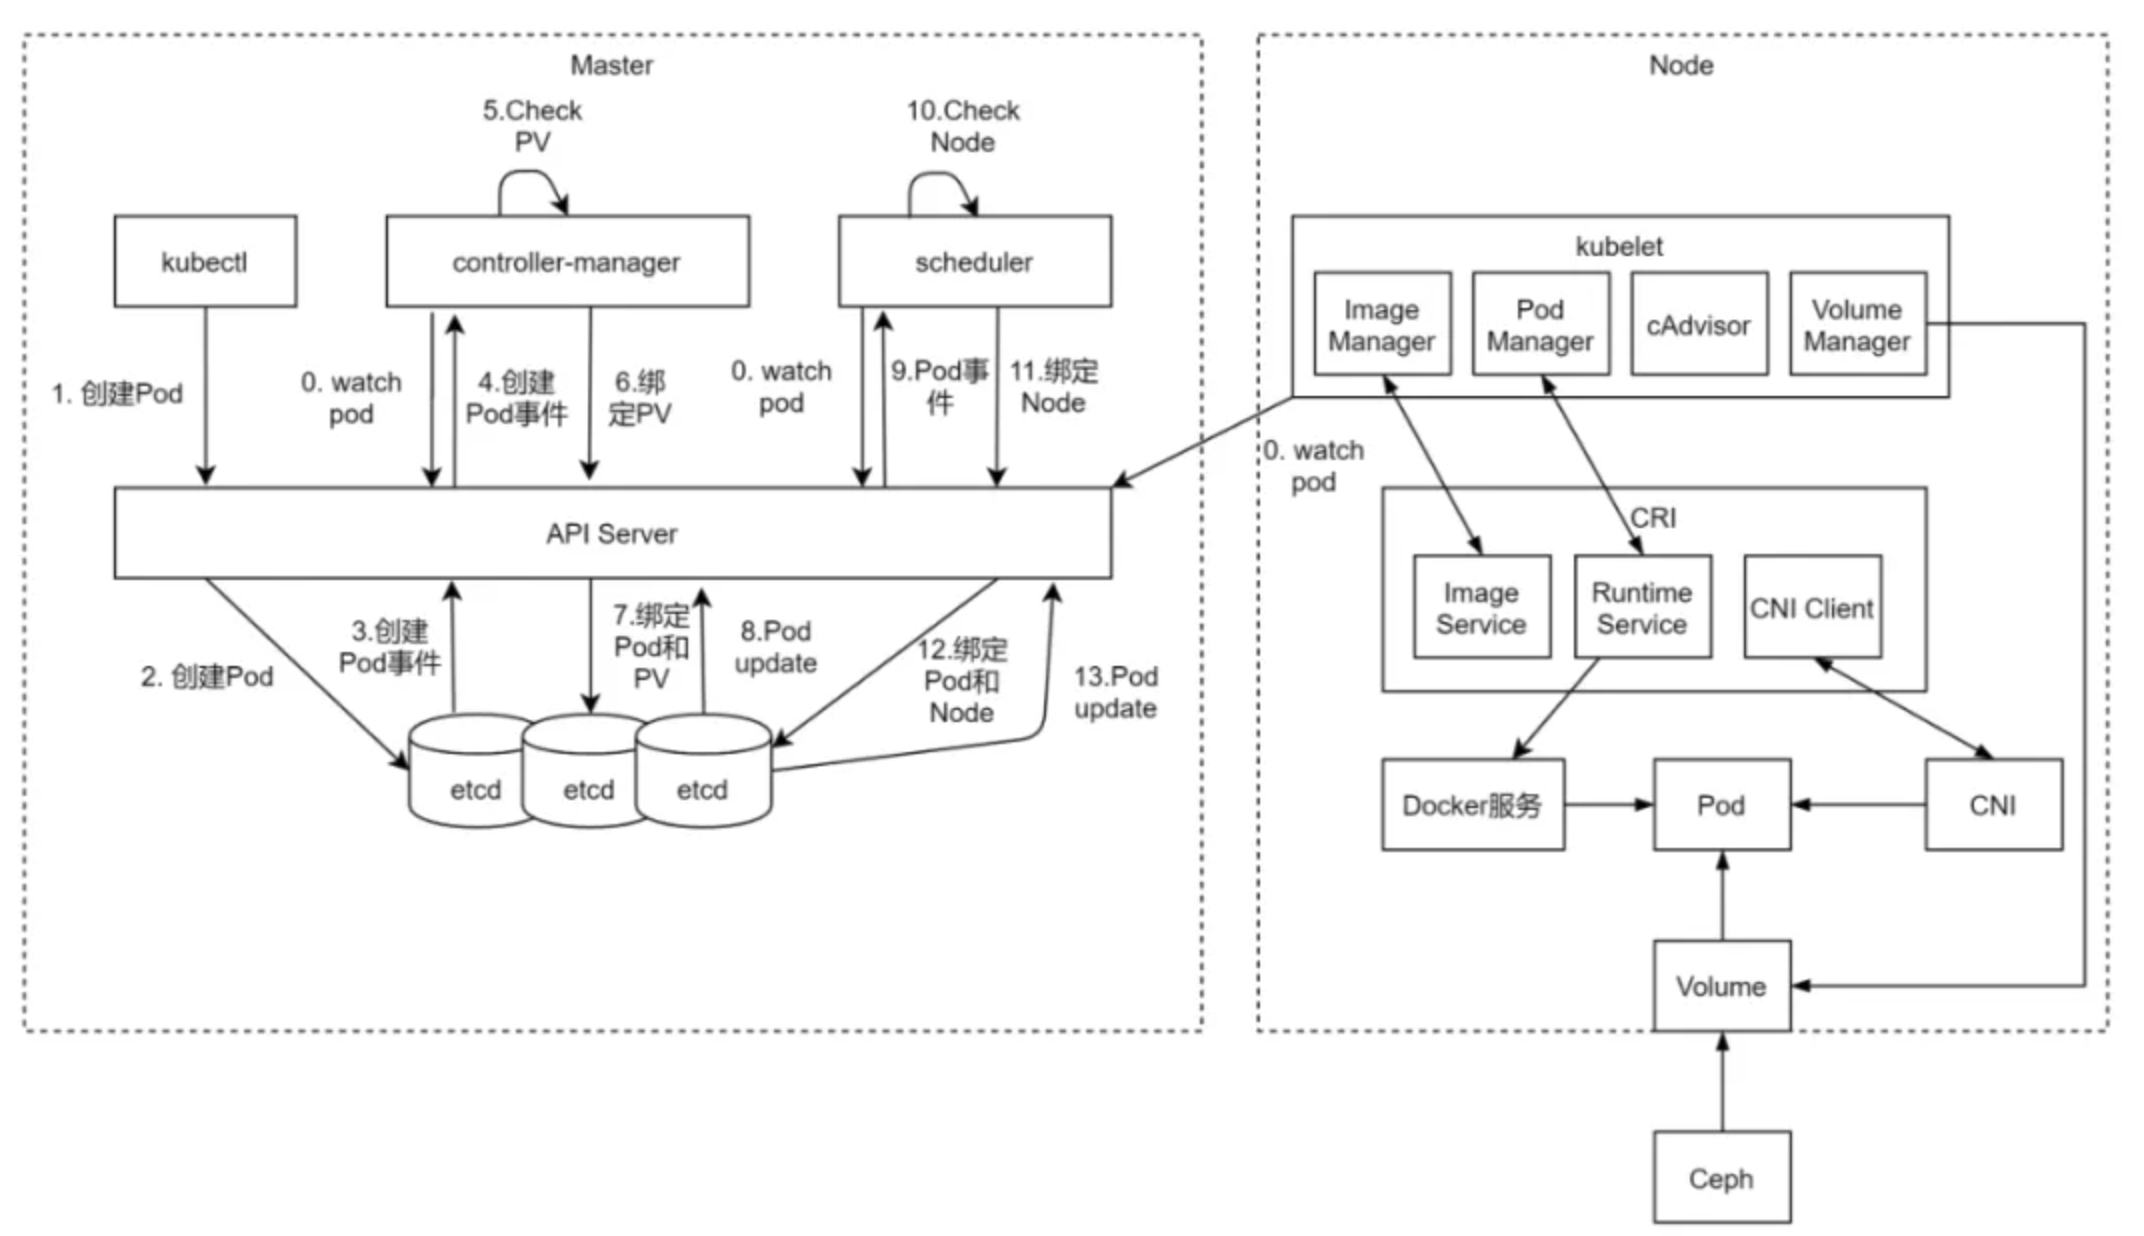 Master
5.Check
PV
10.Check
Node
kubectl
controller-manager
scheduler
1. 创建Pod
0. watch
pod
4.创建
Pod事件
6.绑
定PV
0. watch
pod
9.Pod事
件
11.绑定
Node
API Server
2. 创建Pod
3.创建
Pod事件
7.绑定
Pod和
PV
8.Pod
update
12.绑定
Pod和
Node
13.Pod
update
etcd
etcd
etcd
Node
kubelet
Image
Manager
Pod
Manager
cAdvisor
Volume
Manager
0. watch
pod
CRI
Image
Service
Runtime
Service
CNI Client
Docker服务
Pod
CNI
Volume
Ceph